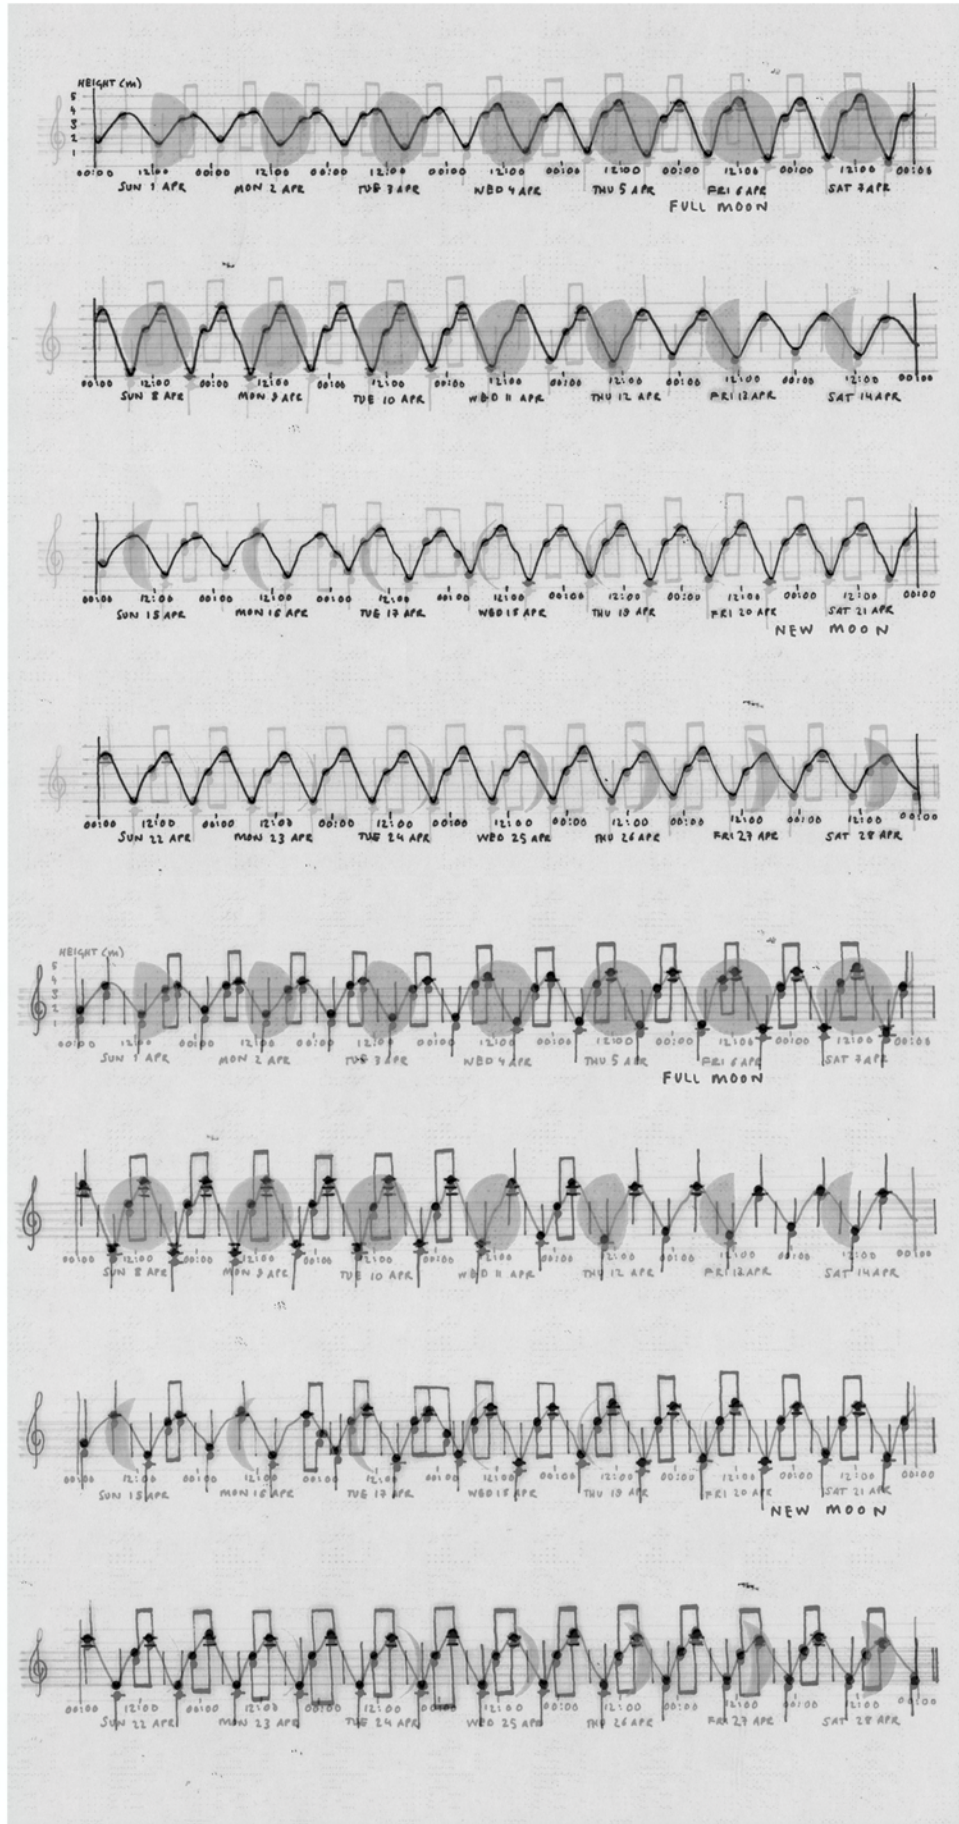 HEIGHT (m)
5
4
3
2
1
00:00 12:00 00:00 12:00 00:00 12:00 00:00 12:00 00:00 12:00 00:00 12:00 00:00 12:00 00:00
SUN 1 APR MON 2 APR TUE 3 APR WED 4 APR THU 5 APR FRI 6 APR SAT 7 APR
FULL MOON
00:00 12:00 00:00 12:00 00:00 12:00 00:00 12:00 00:00 12:00 00:00 12:00 00:00 12:00 00:00
SUN 8 APR MON 9 APR TUE 10 APR WED 11 APR THU 12 APR FRI 13 APR SAT 14 APR
00:00 12:00 00:00 12:00 00:00 12:00 00:00 12:00 00:00 12:00 00:00 12:00 00:00 12:00 00:00
SUN 15 APR MON 16 APR TUE 17 APR WED 18 APR THU 19 APR FRI 20 APR SAT 21 APR
NEW MOON
00:00 12:00 00:00 12:00 00:00 12:00 00:00 12:00 00:00 12:00 00:00 12:00 00:00 12:00 00:00
SUN 22 APR MON 23 APR TUE 24 APR WED 25 APR THU 26 APR FRI 27 APR SAT 28 APR
HEIGHT (m)
5
4
3
2
1
00:00 12:00 00:00 12:00 00:00 12:00 00:00 12:00 00:00 12:00 00:00 12:00 00:00 12:00 00:00
SUN 1 APR MON 2 APR TUE 3 APR WED 4 APR THU 5 APR FRI 6 APR SAT 7 APR
FULL MOON
00:00 12:00 00:00 12:00 00:00 12:00 00:00 12:00 00:00 12:00 00:00 12:00 00:00 12:00 00:00
SUN 8 APR MON 9 APR TUE 10 APR WED 11 APR THU 12 APR FRI 13 APR SAT 14 APR
00:00 12:00 00:00 12:00 00:00 12:00 00:00 12:00 00:00 12:00 00:00 12:00 00:00 12:00 00:00
SUN 15 APR MON 16 APR TUE 17 APR WED 18 APR THU 19 APR FRI 20 APR SAT 21 APR
NEW MOON
00:00 12:00 00:00 12:00 00:00 12:00 00:00 12:00 00:00 12:00 00:00 12:00 00:00 12:00 00:00
SUN 22 APR MON 23 APR TUE 24 APR WED 25 APR THU 26 APR FRI 27 APR SAT 28 APR